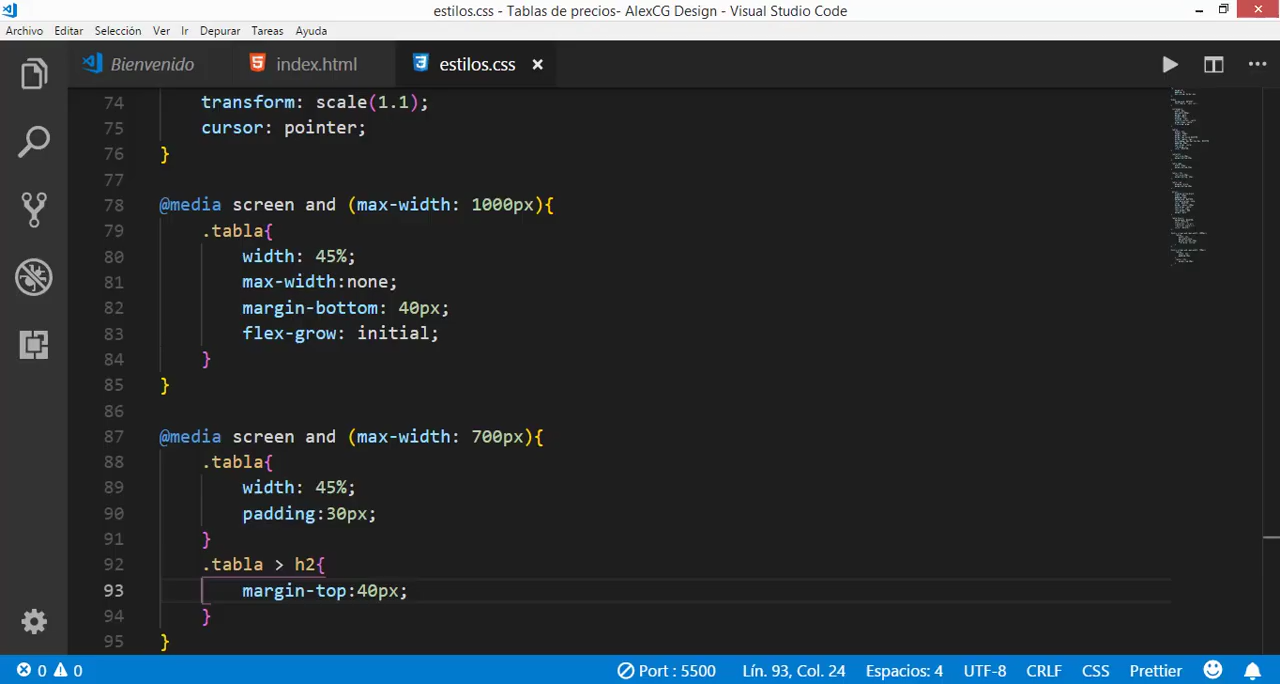 estilos.css - Tablas de precios- AlexCG Design - Visual Studio Code
Archivo Editar Selección Ver Ir Depurar Tareas Ayuda
Bienvenido index.html estilos.css
74 transform: scale(1.1);
75 cursor: pointer;
76 }
77
78 @media screen and (max-width: 1000px){
79 .tabla{
80 width: 45%;
81 max-width:none;
82 margin-bottom: 40px;
83 flex-grow: initial;
84 }
85 }
86
87 @media screen and (max-width: 700px){
88 .tabla{
89 width: 45%;
90 padding:30px;
91 }
92 .tabla > h2{
93 margin-top:40px;
94 }
95 }
0 0 Port : 5500 Lín. 93, Col. 24 Espacios: 4 UTF-8 CRLF CSS Prettier